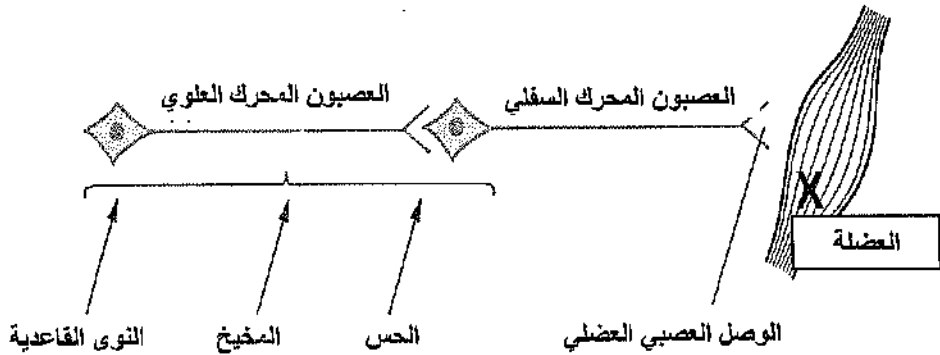 العصبون المحرك العلوي
العصبون المحرك السفلي
X
العضلة
الوصل العصبي العضلي
الحس
المخيخ
النوى القاعدية